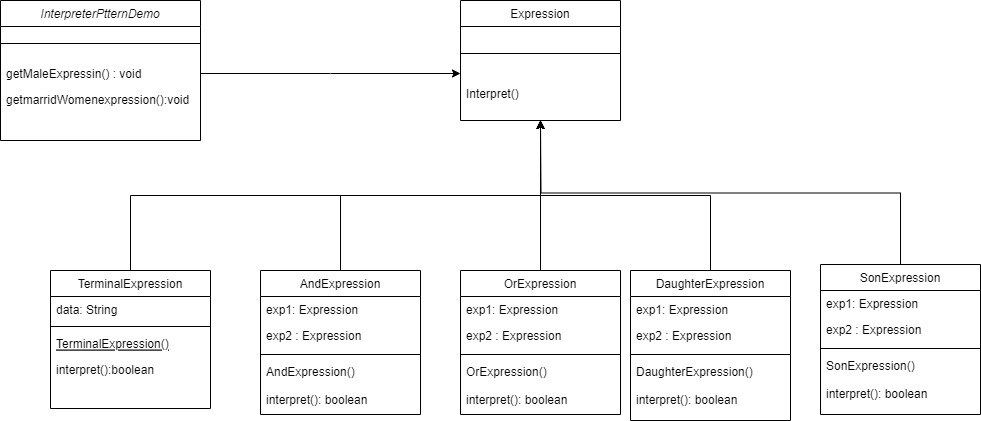 InterpreterPtternDemo
getMaleExpressin() : void
getmarridWomenexpression():void
Expression
Interpret()
TerminalExpression
data: String
TerminalExpression()
interpret():boolean
AndExpression
exp1: Expression
exp2 : Expression
AndExpression()
interpret(): boolean
OrExpression
exp1: Expression
exp2 : Expression
OrExpression()
interpret(): boolean
DaughterExpression
exp1: Expression
exp2 : Expression
DaughterExpression()
interpret(): boolean
SonExpression
exp1: Expression
exp2 : Expression
SonExpression()
interpret(): boolean